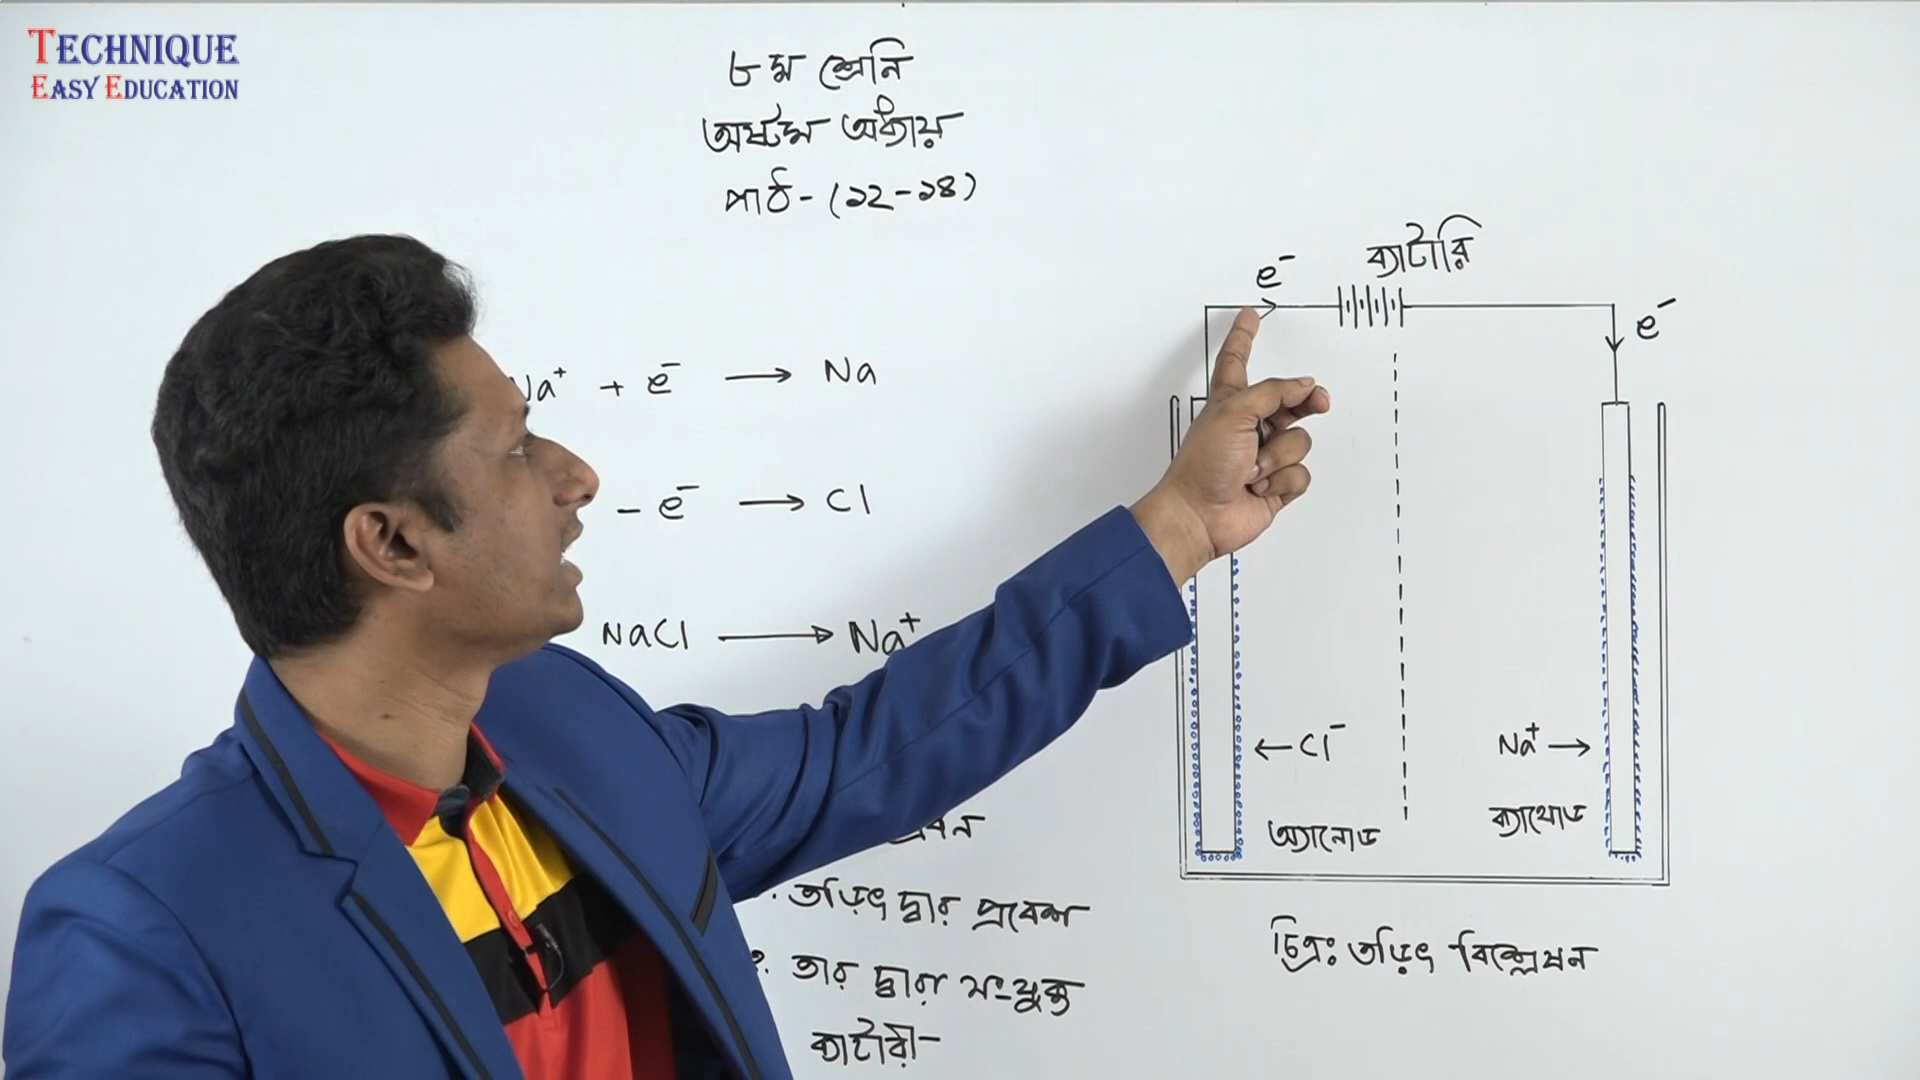 TECHNIQUE
EASY EDUCATION
৮ম শ্রেনি
অষ্টম অধ্যায়
পাঠ-(১২-১৪)
Na⁺ + e⁻ → Na
- e⁻ → Cl
NaCl → Na⁺
তড়িৎ দ্বার প্রবেশ
২. তার দ্বারা সংযুক্ত
ব্যাটারী-
ব্যাটারি
e⁻
e⁻
← Cl⁻
Na⁺ →
অ্যানোড
ক্যাথোড
চিত্রঃ তড়িৎ বিশ্লেষন